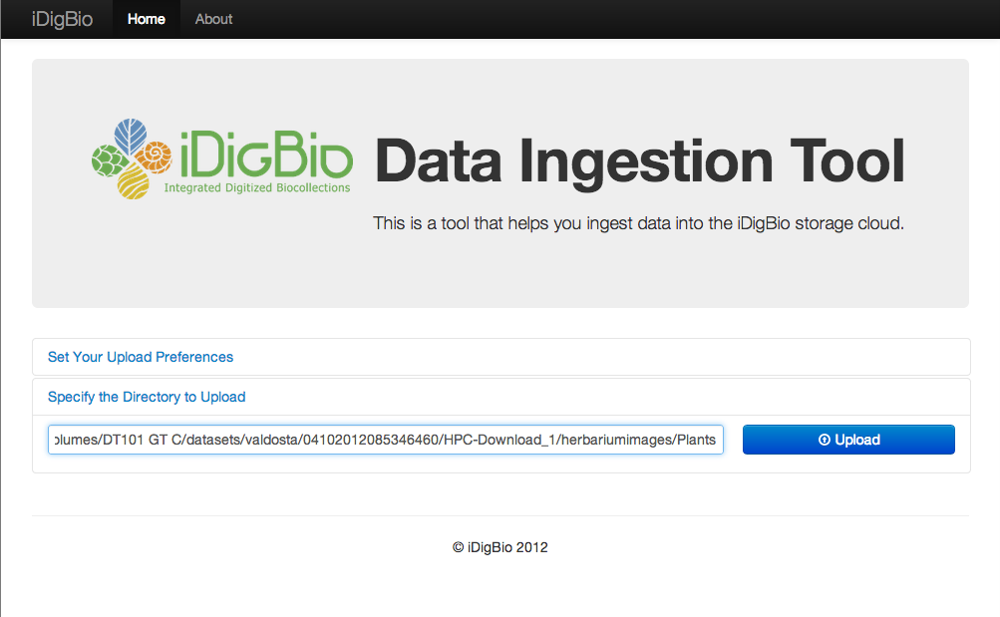 iDigBio Home About
iDigBio
Integrated Digitized Biocollections
Data Ingestion Tool
This is a tool that helps you ingest data into the iDigBio storage cloud.
Set Your Upload Preferences
Specify the Directory to Upload
olumes/DT101 GT C/datasets/valdosta/04102012085346460/HPC-Download_1/herbariumimages/Plants Upload
© iDigBio 2012